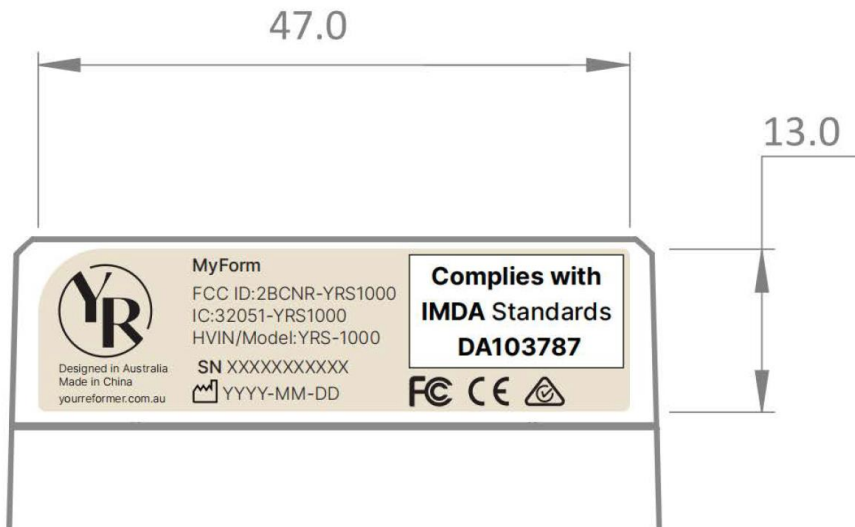 47.0
13.0
YR
Designed in Australia
Made in China
yourreformer.com.au
MyForm
FCC ID:2BCNR-YRS1000
IC:32051-YRS1000
HVIN/Model:YRS-1000
SN XXXXXXXXXXX
YYYY-MM-DD
Complies with
IMDA Standards
DA103787
FC CE